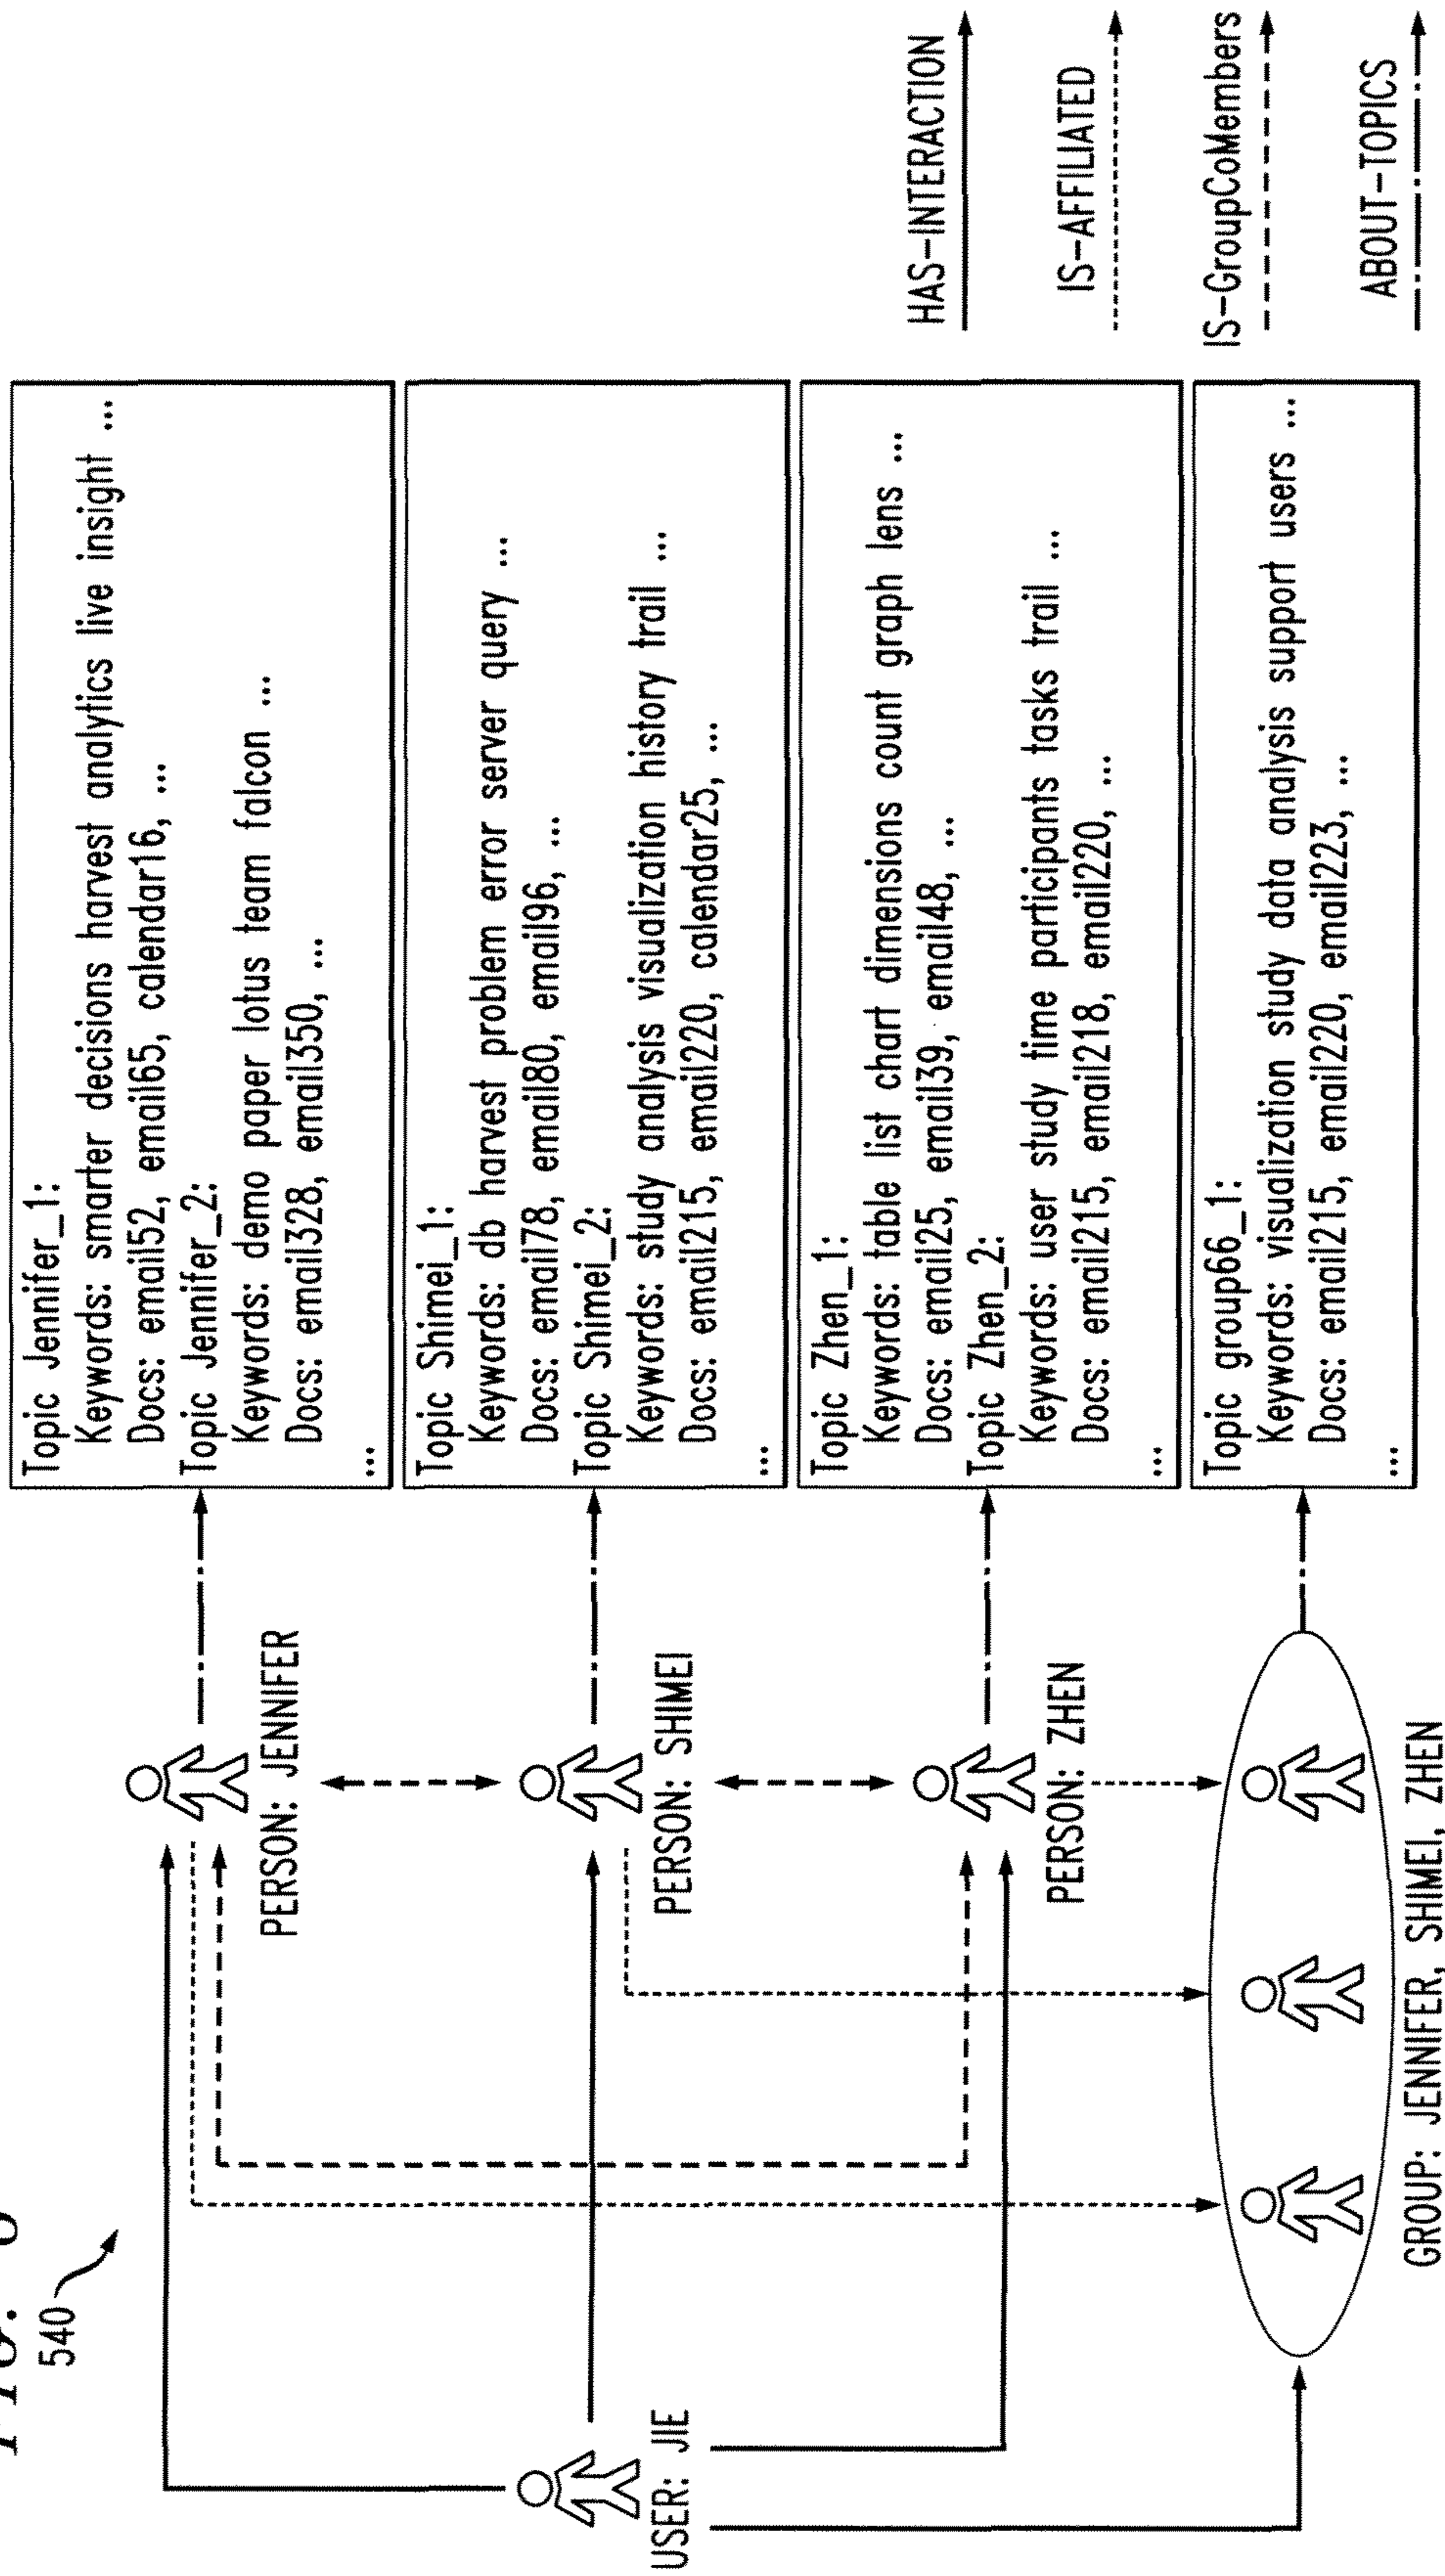 540
USER: JIE
PERSON: JENNIFER
PERSON: SHIMEI
PERSON: ZHEN
GROUP: JENNIFER, SHIMEI, ZHEN
Topic Jennifer_1:
Keywords: smarter decisions harvest analytics live insight ...
Docs: email52, email65, calendar16, ...
Topic Jennifer_2:
Keywords: demo paper lotus team falcon ...
Docs: email328, email350, ...
...
Topic Shimei_1:
Keywords: db harvest problem error server query ...
Docs: email78, email80, email96, ...
Topic Shimei_2:
Keywords: study analysis visualization history trail ...
Docs: email215, email220, calendar25, ...
...
Topic Zhen_1:
Keywords: table list chart dimensions count graph lens ...
Docs: email25, email39, email48, ...
Topic Zhen_2:
Keywords: user study time participants tasks trail ...
Docs: email215, email218, email220, ...
...
Topic group66_1:
Keywords: visualization study data analysis support users ...
Docs: email215, email220, email223, ...
...
HAS-INTERACTION
IS-AFFILIATED
IS-GroupCoMembers
ABOUT-TOPICS